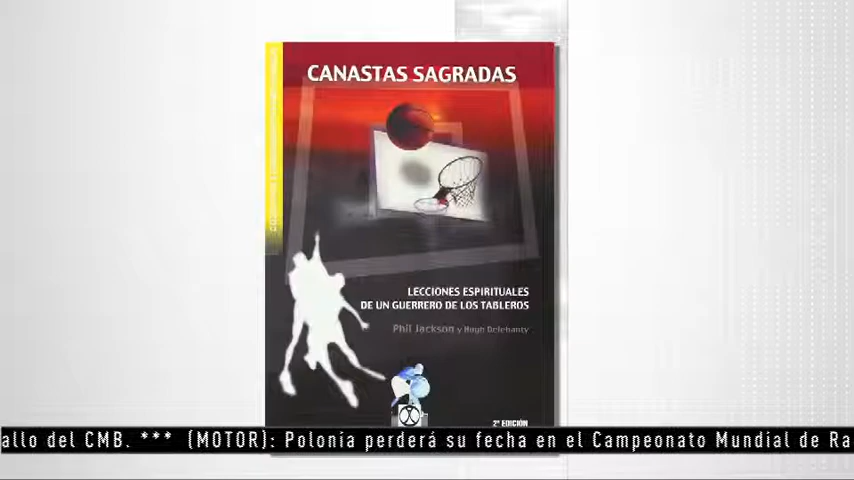 CANASTAS SAGRADAS
LECCIONES ESPIRITUALES
DE UN GUERRERO DE LOS TABLEROS
Phil Jackson y Hugh Delehanty
2ª EDICIÓN
allo del CMB. *** (MOTOR): Polonia perderá su fecha en el Campeonato Mundial de Ra